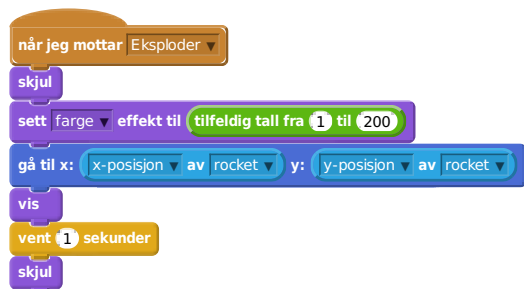 når jeg mottar Eksploder
skjul
sett farge effekt til tilfeldig tall fra 1 til 200
gå til x: x-posisjon av rocket y: y-posisjon av rocket
vis
vent 1 sekunder
skjul